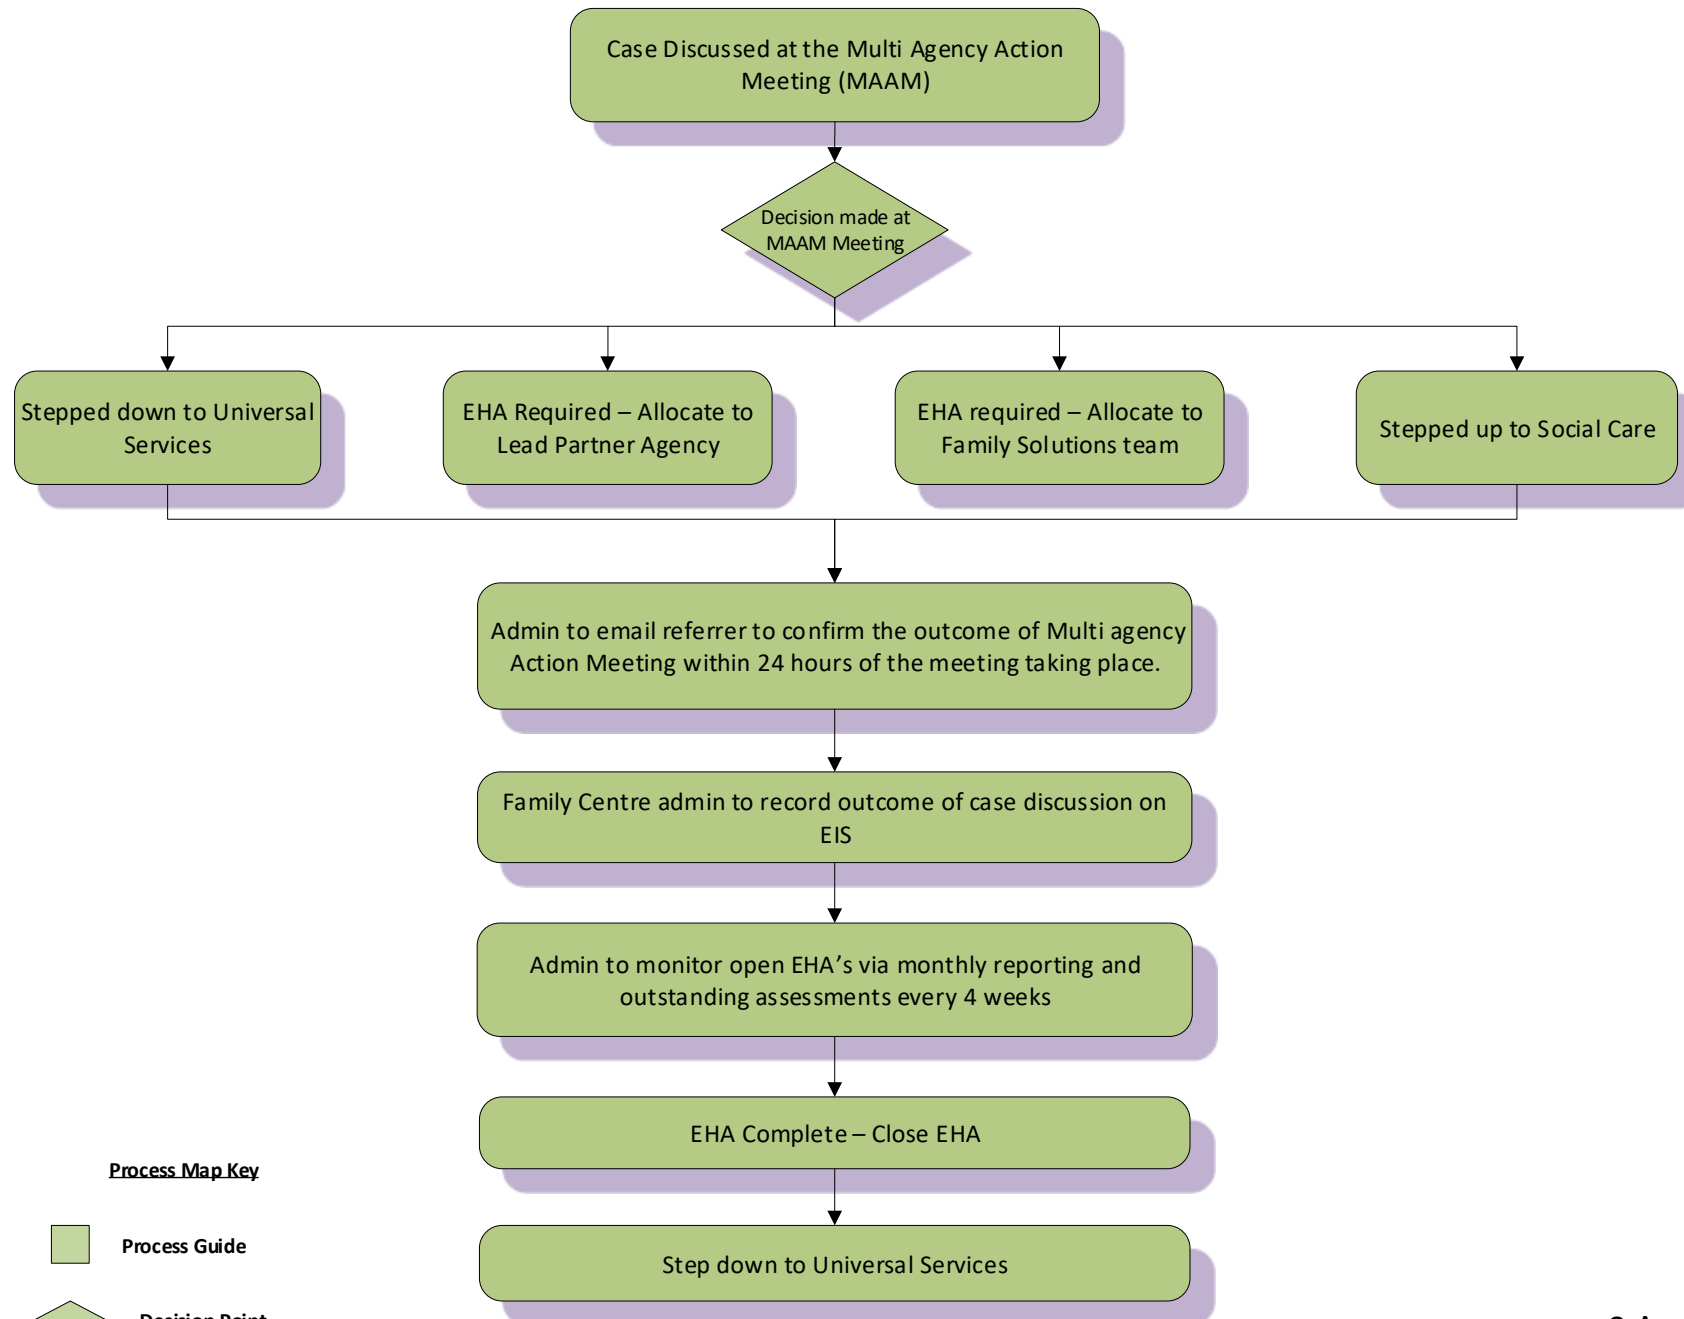 Case Discussed at the Multi Agency Action
Meeting (MAAM)
Decision made at
MAAM Meeting
Stepped down to Universal
Services
EHA Required – Allocate to
Lead Partner Agency
EHA required – Allocate to
Family Solutions team
Stepped up to Social Care
Admin to email referrer to confirm the outcome of Multi agency
Action Meeting within 24 hours of the meeting taking place.
Family Centre admin to record outcome of case discussion on
EIS
Admin to monitor open EHA’s via monthly reporting and
outstanding assessments every 4 weeks
EHA Complete – Close EHA
Step down to Universal Services
Process Map Key
Process Guide
Decision Point